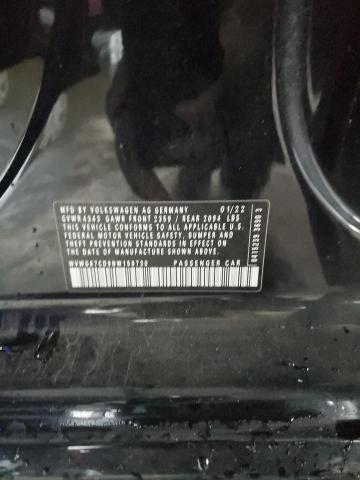 MFD BY VOLKSWAGEN AG GERMANY 01/22
GVWR4343 GAWR FRONT 2359 / REAR 2094 LBS
THIS VEHICLE CONFORMS TO ALL APPLICABLE U.S.
FEDERAL MOTOR VEHICLE SAFETY, BUMPER AND
THEFT PREVENTION STANDARDS IN EFFECT ON
THE DATE OF MANUFACTURE SHOWN ABOVE
PASSENGER CAR